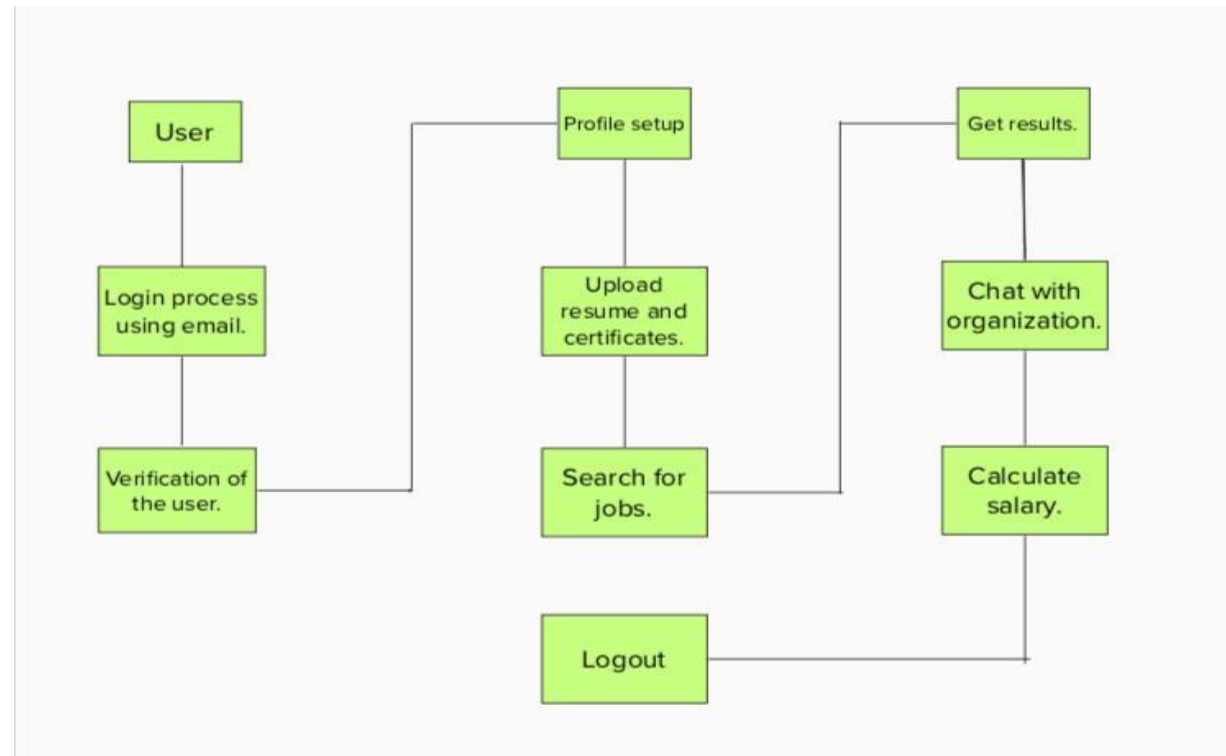 User
Login process
using email.
Verification of
the user.
Profile setup
Upload
resume and
certificates.
Search for
jobs.
Get results.
Chat with
organization.
Calculate
salary.
Logout